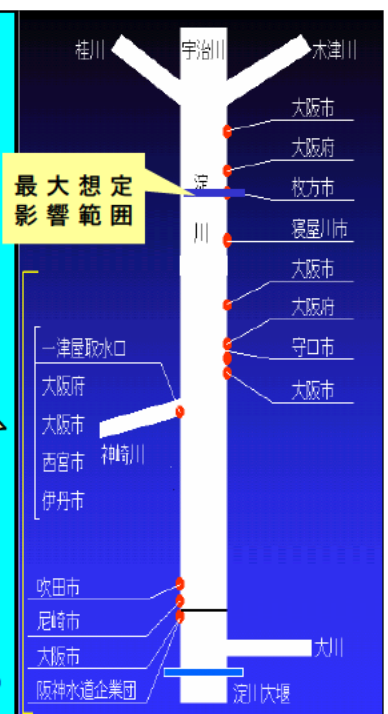 桂川
宇治川
木津川
大阪市
大阪府
最大想定
影響範囲
淀
川
枚方市
寝屋川市
大阪市
大阪府
守口市
大阪市
一津屋取水口
大阪府
大阪市
西宮市
伊丹市
神崎川
吹田市
尼崎市
大阪市
阪神水道企業団
大川
淀川大堰